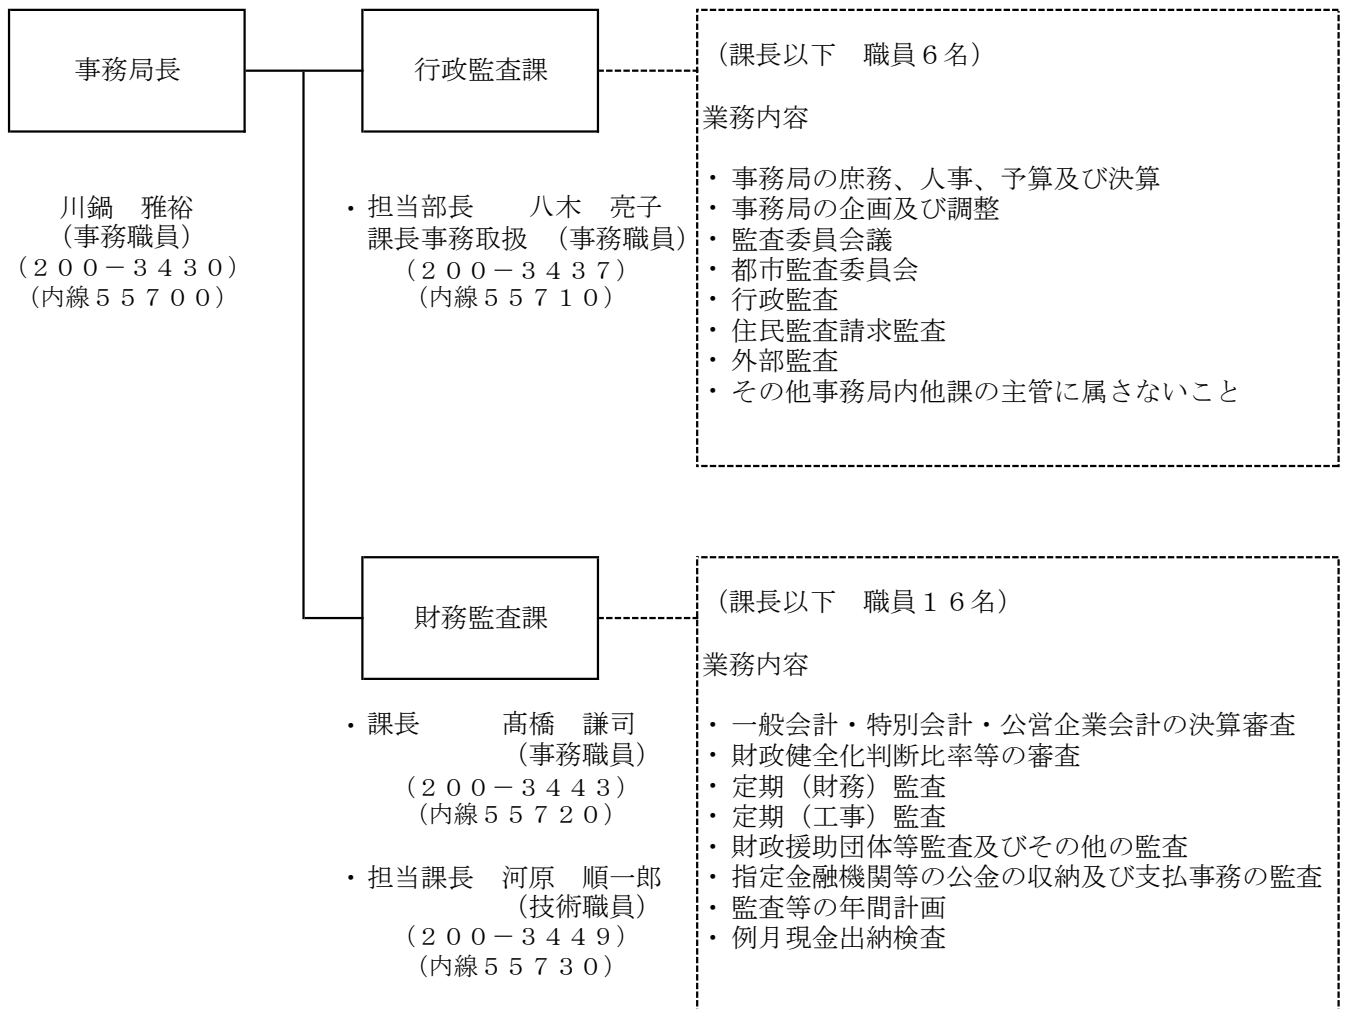 事務局長
川鍋　雅裕
（事務職員）
（２００－３４３０）
（内線５５７００）
行政監査課
・担当部長　　八木　亮子
課長事務取扱　（事務職員）
（２００－３４３７）
（内線５５７１０）
（課長以下　職員６名）
業務内容
・事務局の庶務、人事、予算及び決算
・事務局の企画及び調整
・監査委員会議
・都市監査委員会
・行政監査
・住民監査請求監査
・外部監査
・その他事務局内他課の主管に属さないこと
財務監査課
・課長　　　髙橋　謙司
（事務職員）
（２００－３４４３）
（内線５５７２０）
・担当課長　河原　順一郎
（技術職員）
（２００－３４４９）
（内線５５７３０）
（課長以下　職員１６名）
業務内容
・一般会計・特別会計・公営企業会計の決算審査
・財政健全化判断比率等の審査
・定期（財務）監査
・定期（工事）監査
・財政援助団体等監査及びその他の監査
・指定金融機関等の公金の収納及び支払事務の監査
・監査等の年間計画
・例月現金出納検査